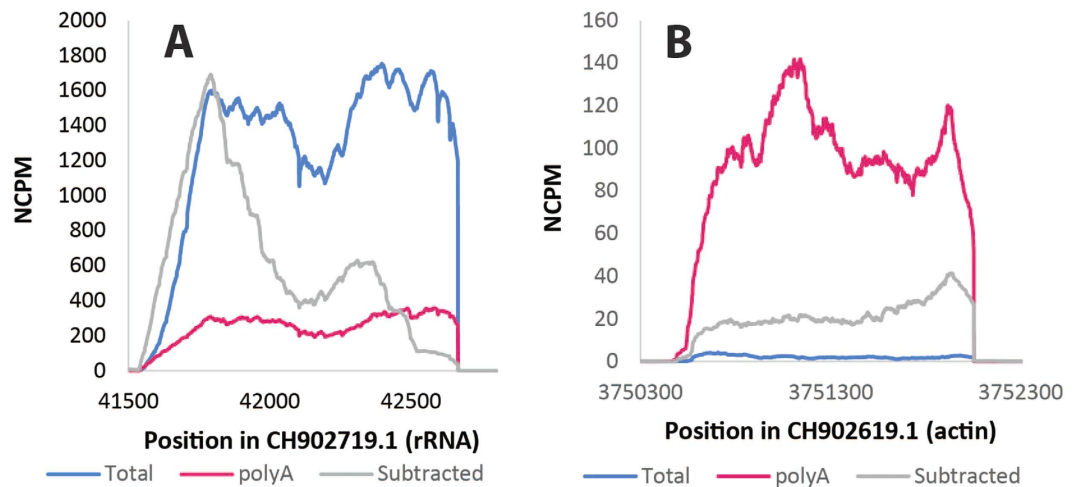 A
NCPM
2000
1800
1600
1400
1200
1000
800
600
400
200
0
41500 42000 42500
Position in CH902719.1 (rRNA)
Total polyA Subtracted
B
NCPM
160
140
120
100
80
60
40
20
0
3750300 3751300 3752300
Position in CH902619.1 (actin)
Total polyA Subtracted